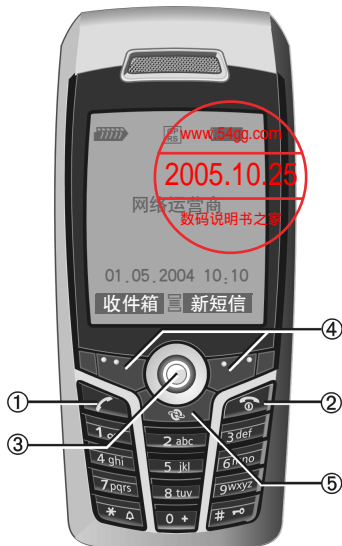 GP
RS
www.54gg.com
2005.10.25
网络运营商
数码说明书之家
01.05.2004 10:10
收件箱 新短信
④
① ②
③
⑤
2 abc 3 def
4 ghi 5 jkl 6 mno
7 pqrs 8 tuv 9 wxyz
* 0 + #